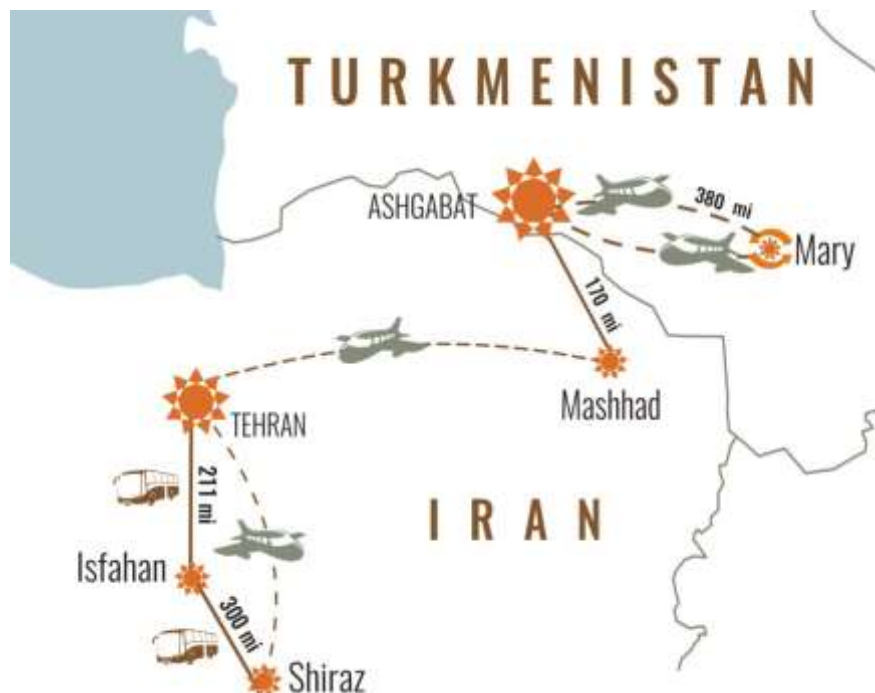 TURKMENISTAN
ASHGABAT
380 mi
Mary
170 mi
Mashhad
TEHRAN
211 mi
IRAN
Isfahan
300 mi
Shiraz